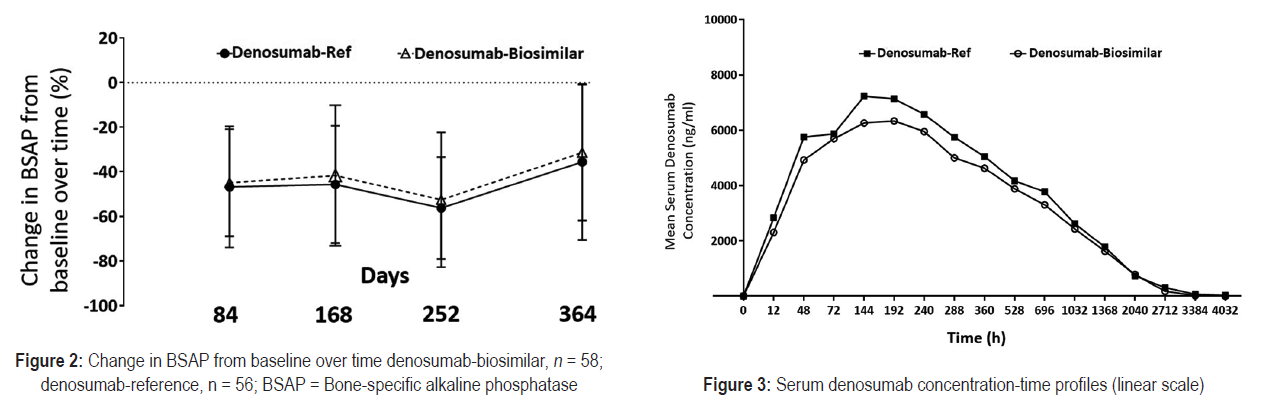 Change in BSAP from
baseline over time (%)
20
0
-20
-40
-60
-80
-100
Denosumab-Ref
Denosumab-Biosimilar
Days
84
168
252
364
Figure 2: Change in BSAP from baseline over time denosumab-biosimilar, n = 58;
denosumab-reference, n = 56; BSAP = Bone-specific alkaline phosphatase
Mean Serum Denosumab
Concentration (ng/ml)
10000
8000
6000
4000
2000
Denosumab-Ref
Denosumab-Biosimilar
0 12 48 72 144 192 240 288 360 528 696 1032 1368 2040 2712 3384 4032
Time (h)
Figure 3: Serum denosumab concentration-time profiles (linear scale)